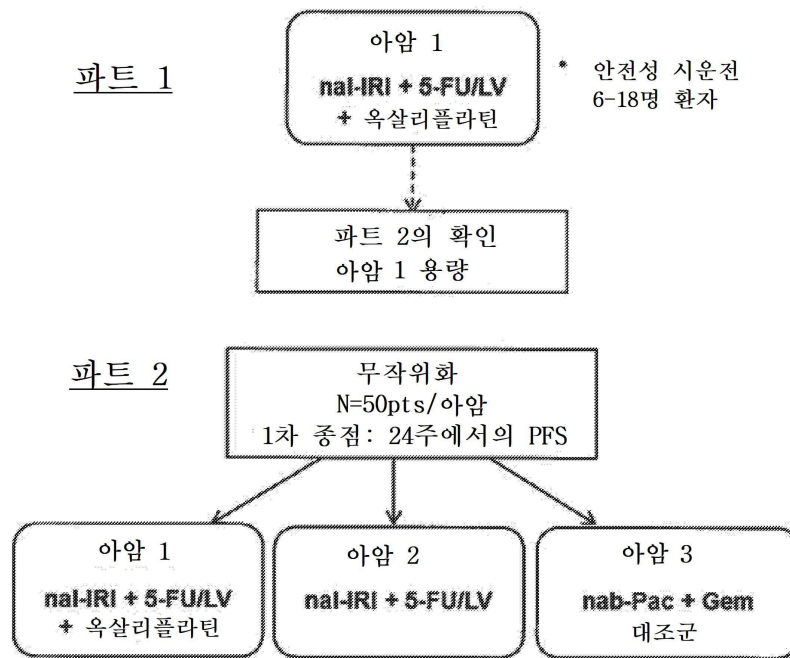 파트 1
아암 1
nal-IRI + 5-FU/LV
+ 옥살리플라틴
* 안전성 시운전
6-18명 환자
파트 2의 확인
아암 1 용량
파트 2
무작위화
N=50pts/아암
1차 종점: 24주에서의 PFS
아암 1
nal-IRI + 5-FU/LV
+ 옥살리플라틴
아암 2
nal-IRI + 5-FU/LV
아암 3
nab-Pac + Gem
대조군